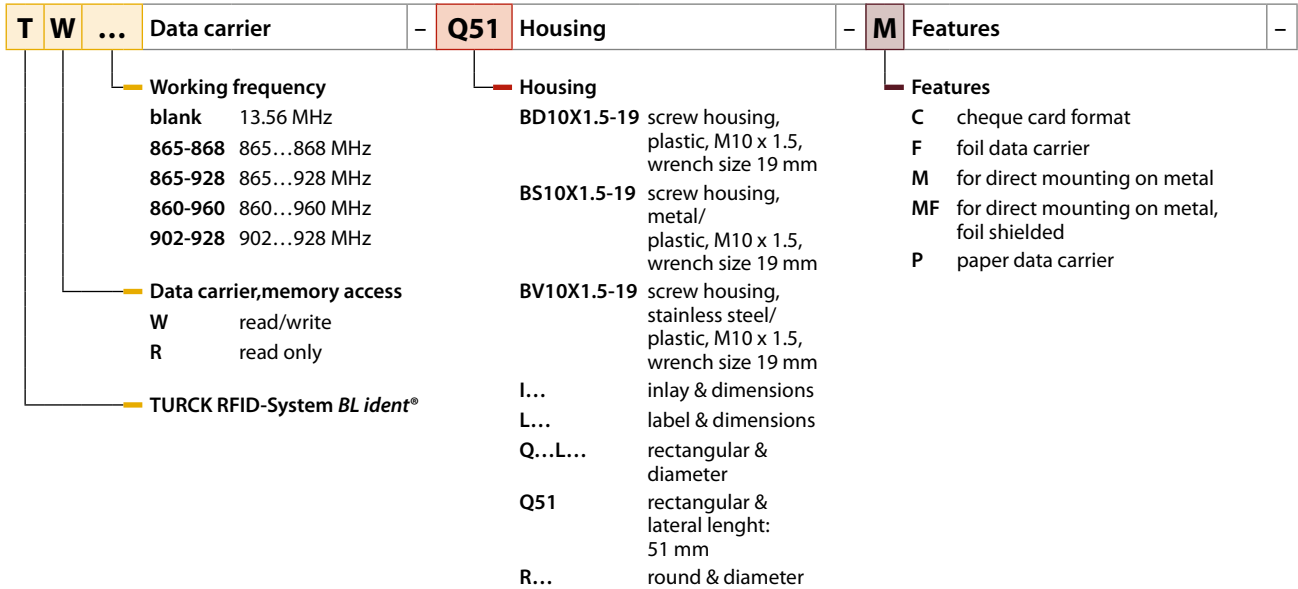 T W … Data carrier – Q51 Housing – M Features –
Working frequency
blank 13.56 MHz
865-868 865…868 MHz
865-928 865…928 MHz
860-960 860…960 MHz
902-928 902…928 MHz
Data carrier,memory access
W read/write
R read only
TURCK RFID-System BL ident®
Housing
BD10X1.5-19 screw housing,
plastic, M10 x 1.5,
wrench size 19 mm
BS10X1.5-19 screw housing,
metal/
plastic, M10 x 1.5,
wrench size 19 mm
BV10X1.5-19 screw housing,
stainless steel/
plastic, M10 x 1.5,
wrench size 19 mm
I… inlay & dimensions
L… label & dimensions
Q…L… rectangular &
diameter
Q51 rectangular &
lateral lenght:
51 mm
R… round & diameter
Features
C cheque card format
F foil data carrier
M for direct mounting on metal
MF for direct mounting on metal,
foil shielded
P paper data carrier